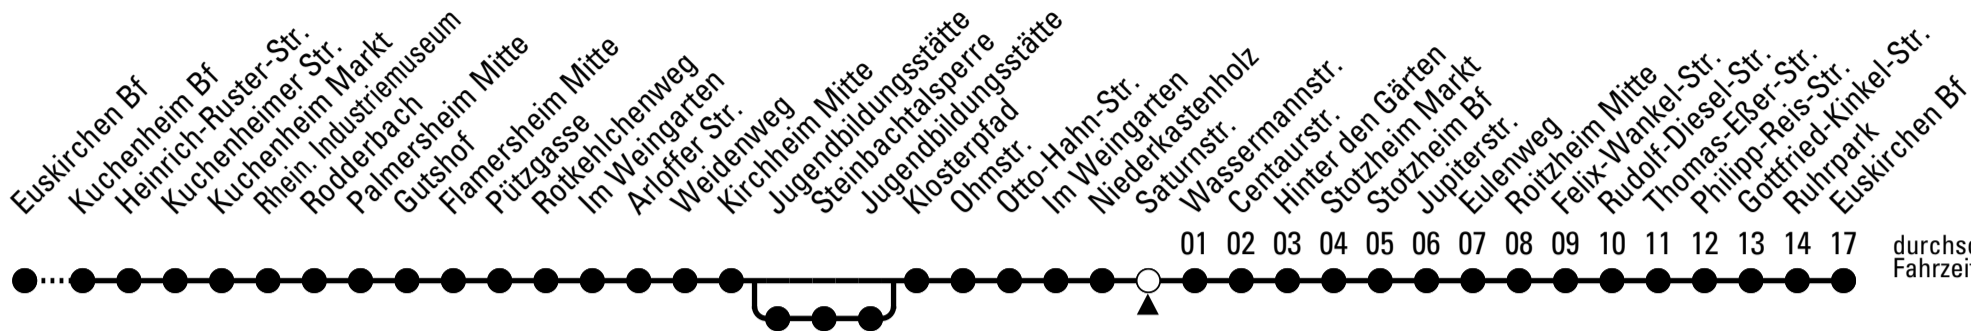 Euskirchen Bf
Kuchenheim Bf
Heinrich-Ruster-Str.
Kuchenheimer Str.
Kuchenheim Markt
Rhein. Industriemuseum
Rodderbach
Palmersheim Mitte
Gutshof
Flamersheim Mitte
Pützgasse
Rotkehlchenweg
Im Weingarten
Arloffer Str.
Weidenweg
Kirchheim Mitte
Jugendbildungsstätte
Steinbachtalsperre
Jugendbildungsstätte
Klosterpfad
Ohmstr.
Otto-Hahn-Str.
Im Weingarten
Niederkastenholz
Saturnstr.
Wassermannstr.
Centaurstr.
Hinter den Gärten
Stotzheim Markt
Stotzheim Bf
Jupiterstr.
Eulenweg
Roitzheim Mitte
Felix-Wankel-Str.
Rudolf-Diesel-Str.
Thomas-Eßer-Str.
Philipp-Reis-Str.
Gottfried-Kinkel-Str.
Ruhrpark
Euskirchen Bf
01 02 03 04 05 06 07 08 09 10 11 12 13 14 17